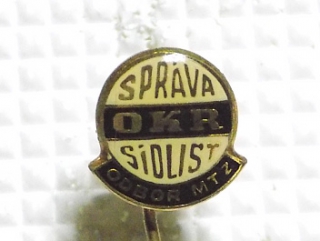 SPRÁVA
OKR
SÍDLIŠŤ
ODBOR MTZ